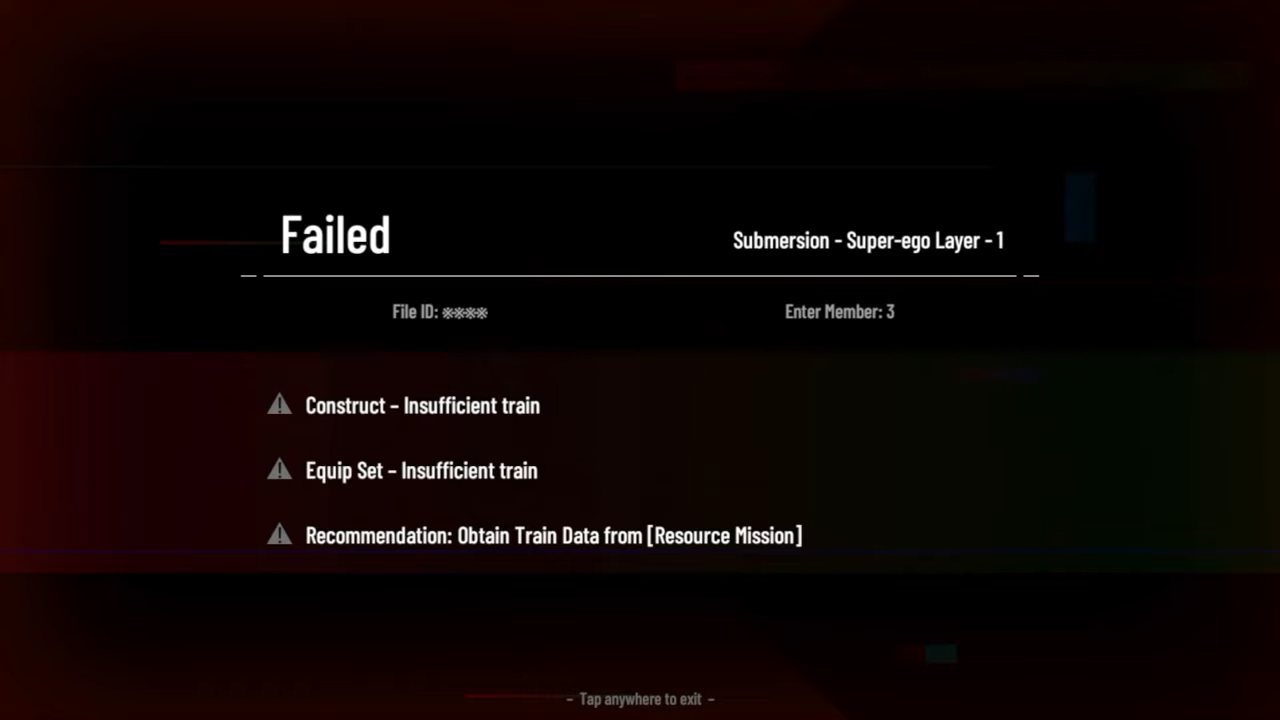 Failed
Submersion - Super-ego Layer - 1
File ID: ※※※※
Enter Member: 3
Construct – Insufficient train
Equip Set – Insufficient train
Recommendation: Obtain Train Data from [Resource Mission]
– Tap anywhere to exit –